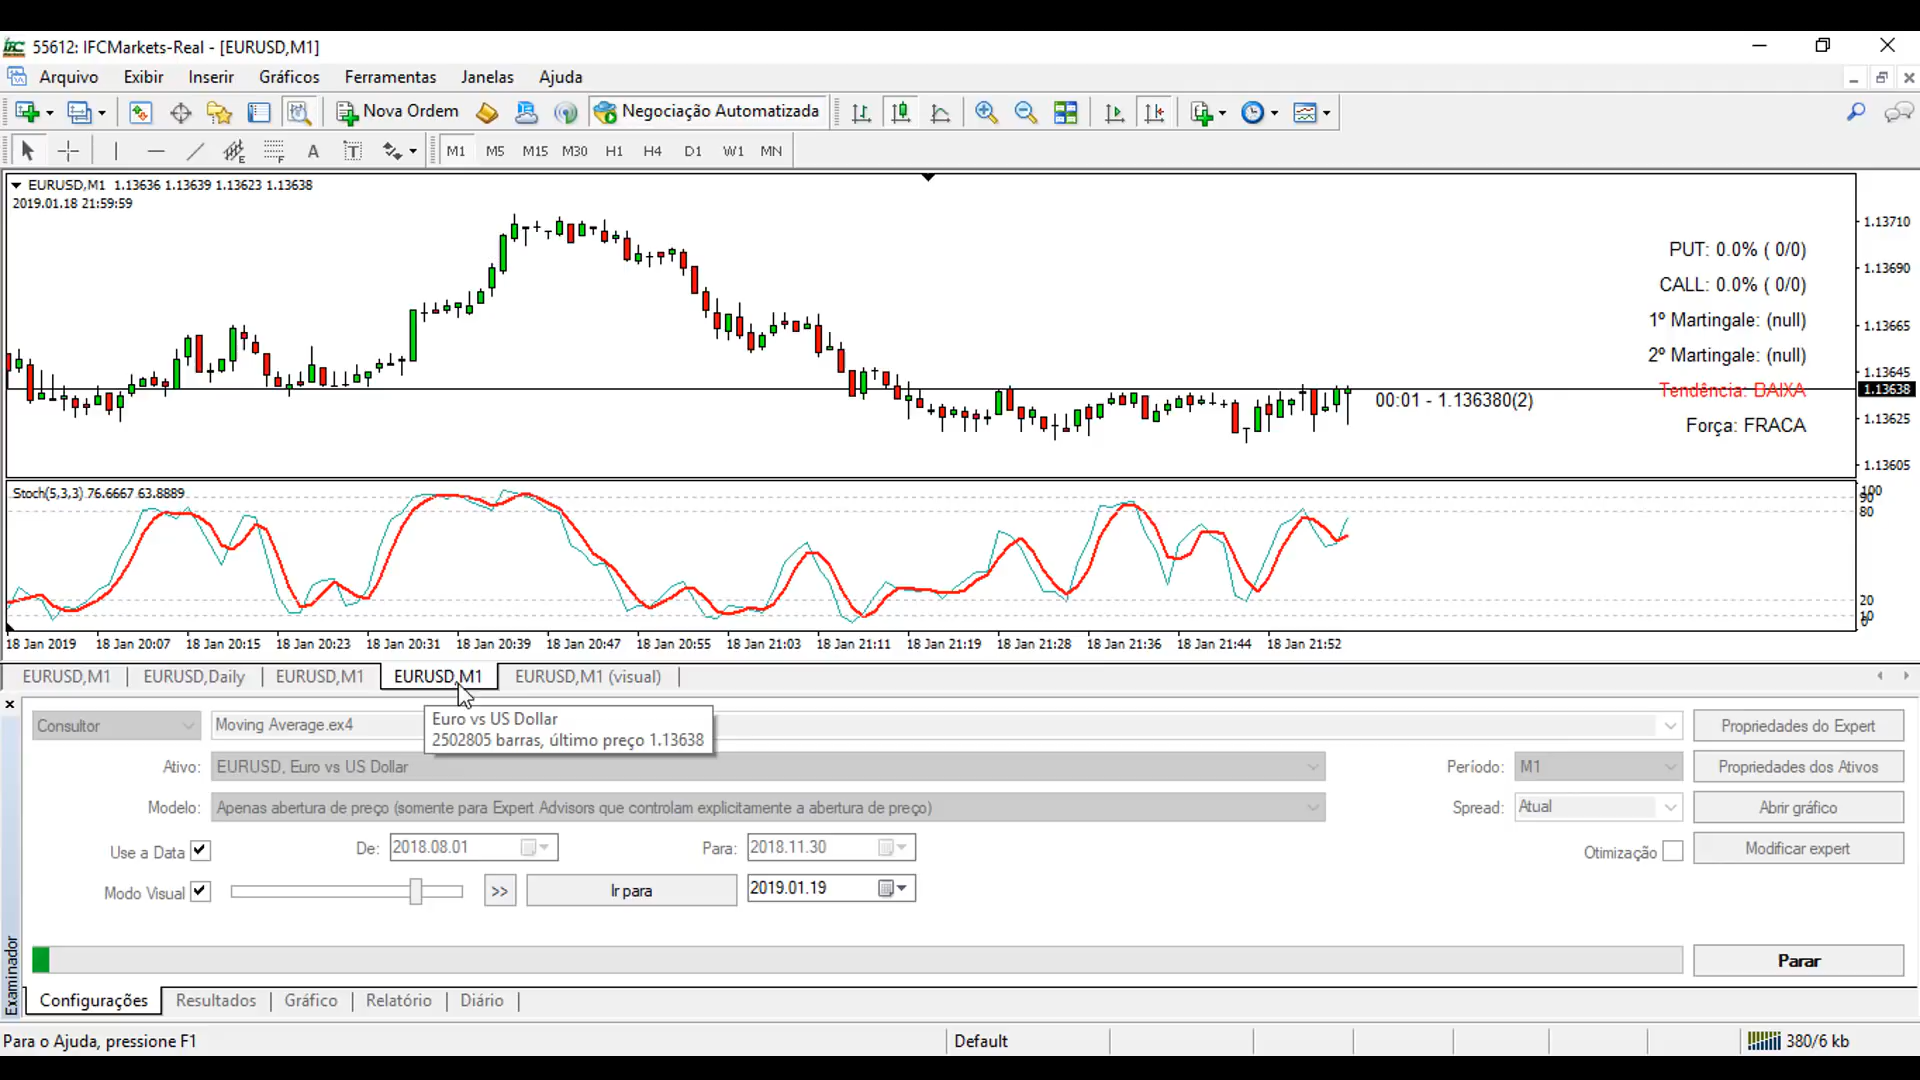 55612: IFCMarkets-Real - [EURUSD,M1]
Arquivo Exibir Inserir Gráficos Ferramentas Janelas Ajuda
Nova Ordem Negociação Automatizada
E F A T M1 M5 M15 M30 H1 H4 D1 W1 MN
EURUSD,M1 1.13636 1.13639 1.13623 1.13638
2019.01.18 21:59:59
1.13710
PUT: 0.0% ( 0/0)
1.13690
CALL: 0.0% ( 0/0)
1º Martingale: (null)
1.13665
2º Martingale: (null)
1.13645
Tendência: BAIXA
1.13638
00:01 - 1.136380(2)
1.13625
Força: FRACA
1.13605
Stoch(5,3,3) 76.6667 63.8889
100
90
80
20
10
0
18 Jan 2019 18 Jan 20:07 18 Jan 20:15 18 Jan 20:23 18 Jan 20:31 18 Jan 20:39 18 Jan 20:47 18 Jan 20:55 18 Jan 21:03 18 Jan 21:11 18 Jan 21:19 18 Jan 21:28 18 Jan 21:36 18 Jan 21:44 18 Jan 21:52
EURUSD,M1 EURUSD,Daily EURUSD,M1 EURUSD,M1 EURUSD,M1 (visual)
Euro vs US Dollar
2502805 barras, último preço 1.13638
Consultor Moving Average.ex4 Propriedades do Expert
Ativo: EURUSD, Euro vs US Dollar Período: M1 Propriedades dos Ativos
Modelo: Apenas abertura de preço (somente para Expert Advisors que controlam explicitamente a abertura de preço) Spread: Atual Abrir gráfico
Use a Data De: 2018.08.01 Para: 2018.11.30 Otimização Modificar expert
Modo Visual >> Ir para 2019.01.19
Parar
Examinador
Configurações Resultados Gráfico Relatório Diário
Para o Ajuda, pressione F1 Default 380/6 kb